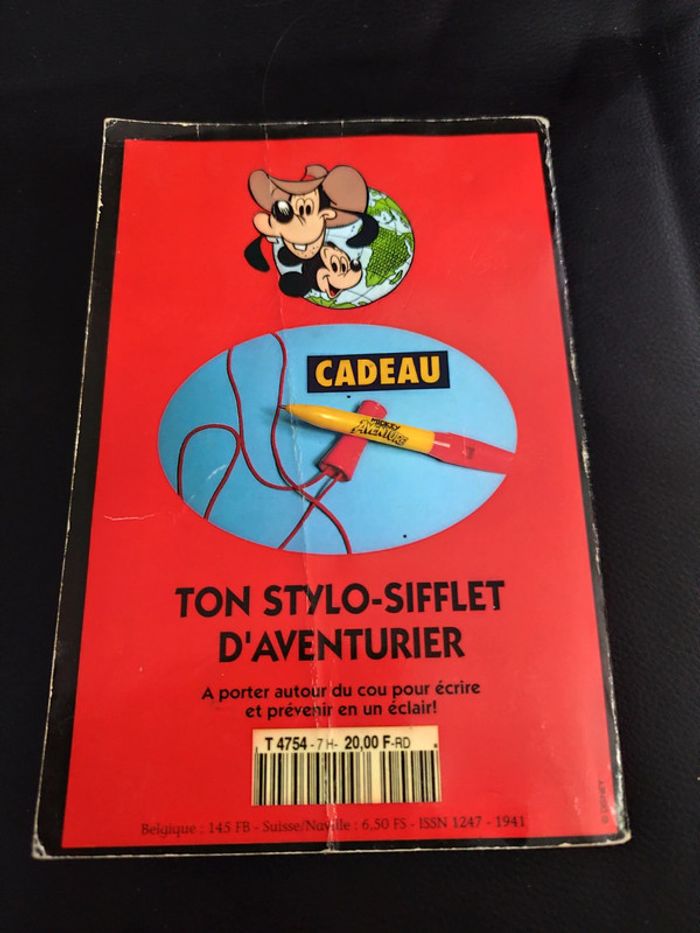 CADEAU
MICKEY
AVENTURE
TON STYLO-SIFFLET
D'AVENTURIER
A porter autour du cou pour écrire
et prévenir en un éclair!
T 4754 - 7 H - 20,00 F-RD
Belgique : 145 FB - Suisse/Naville : 6,50 FS - ISSN 1247 - 1941
© DISNEY